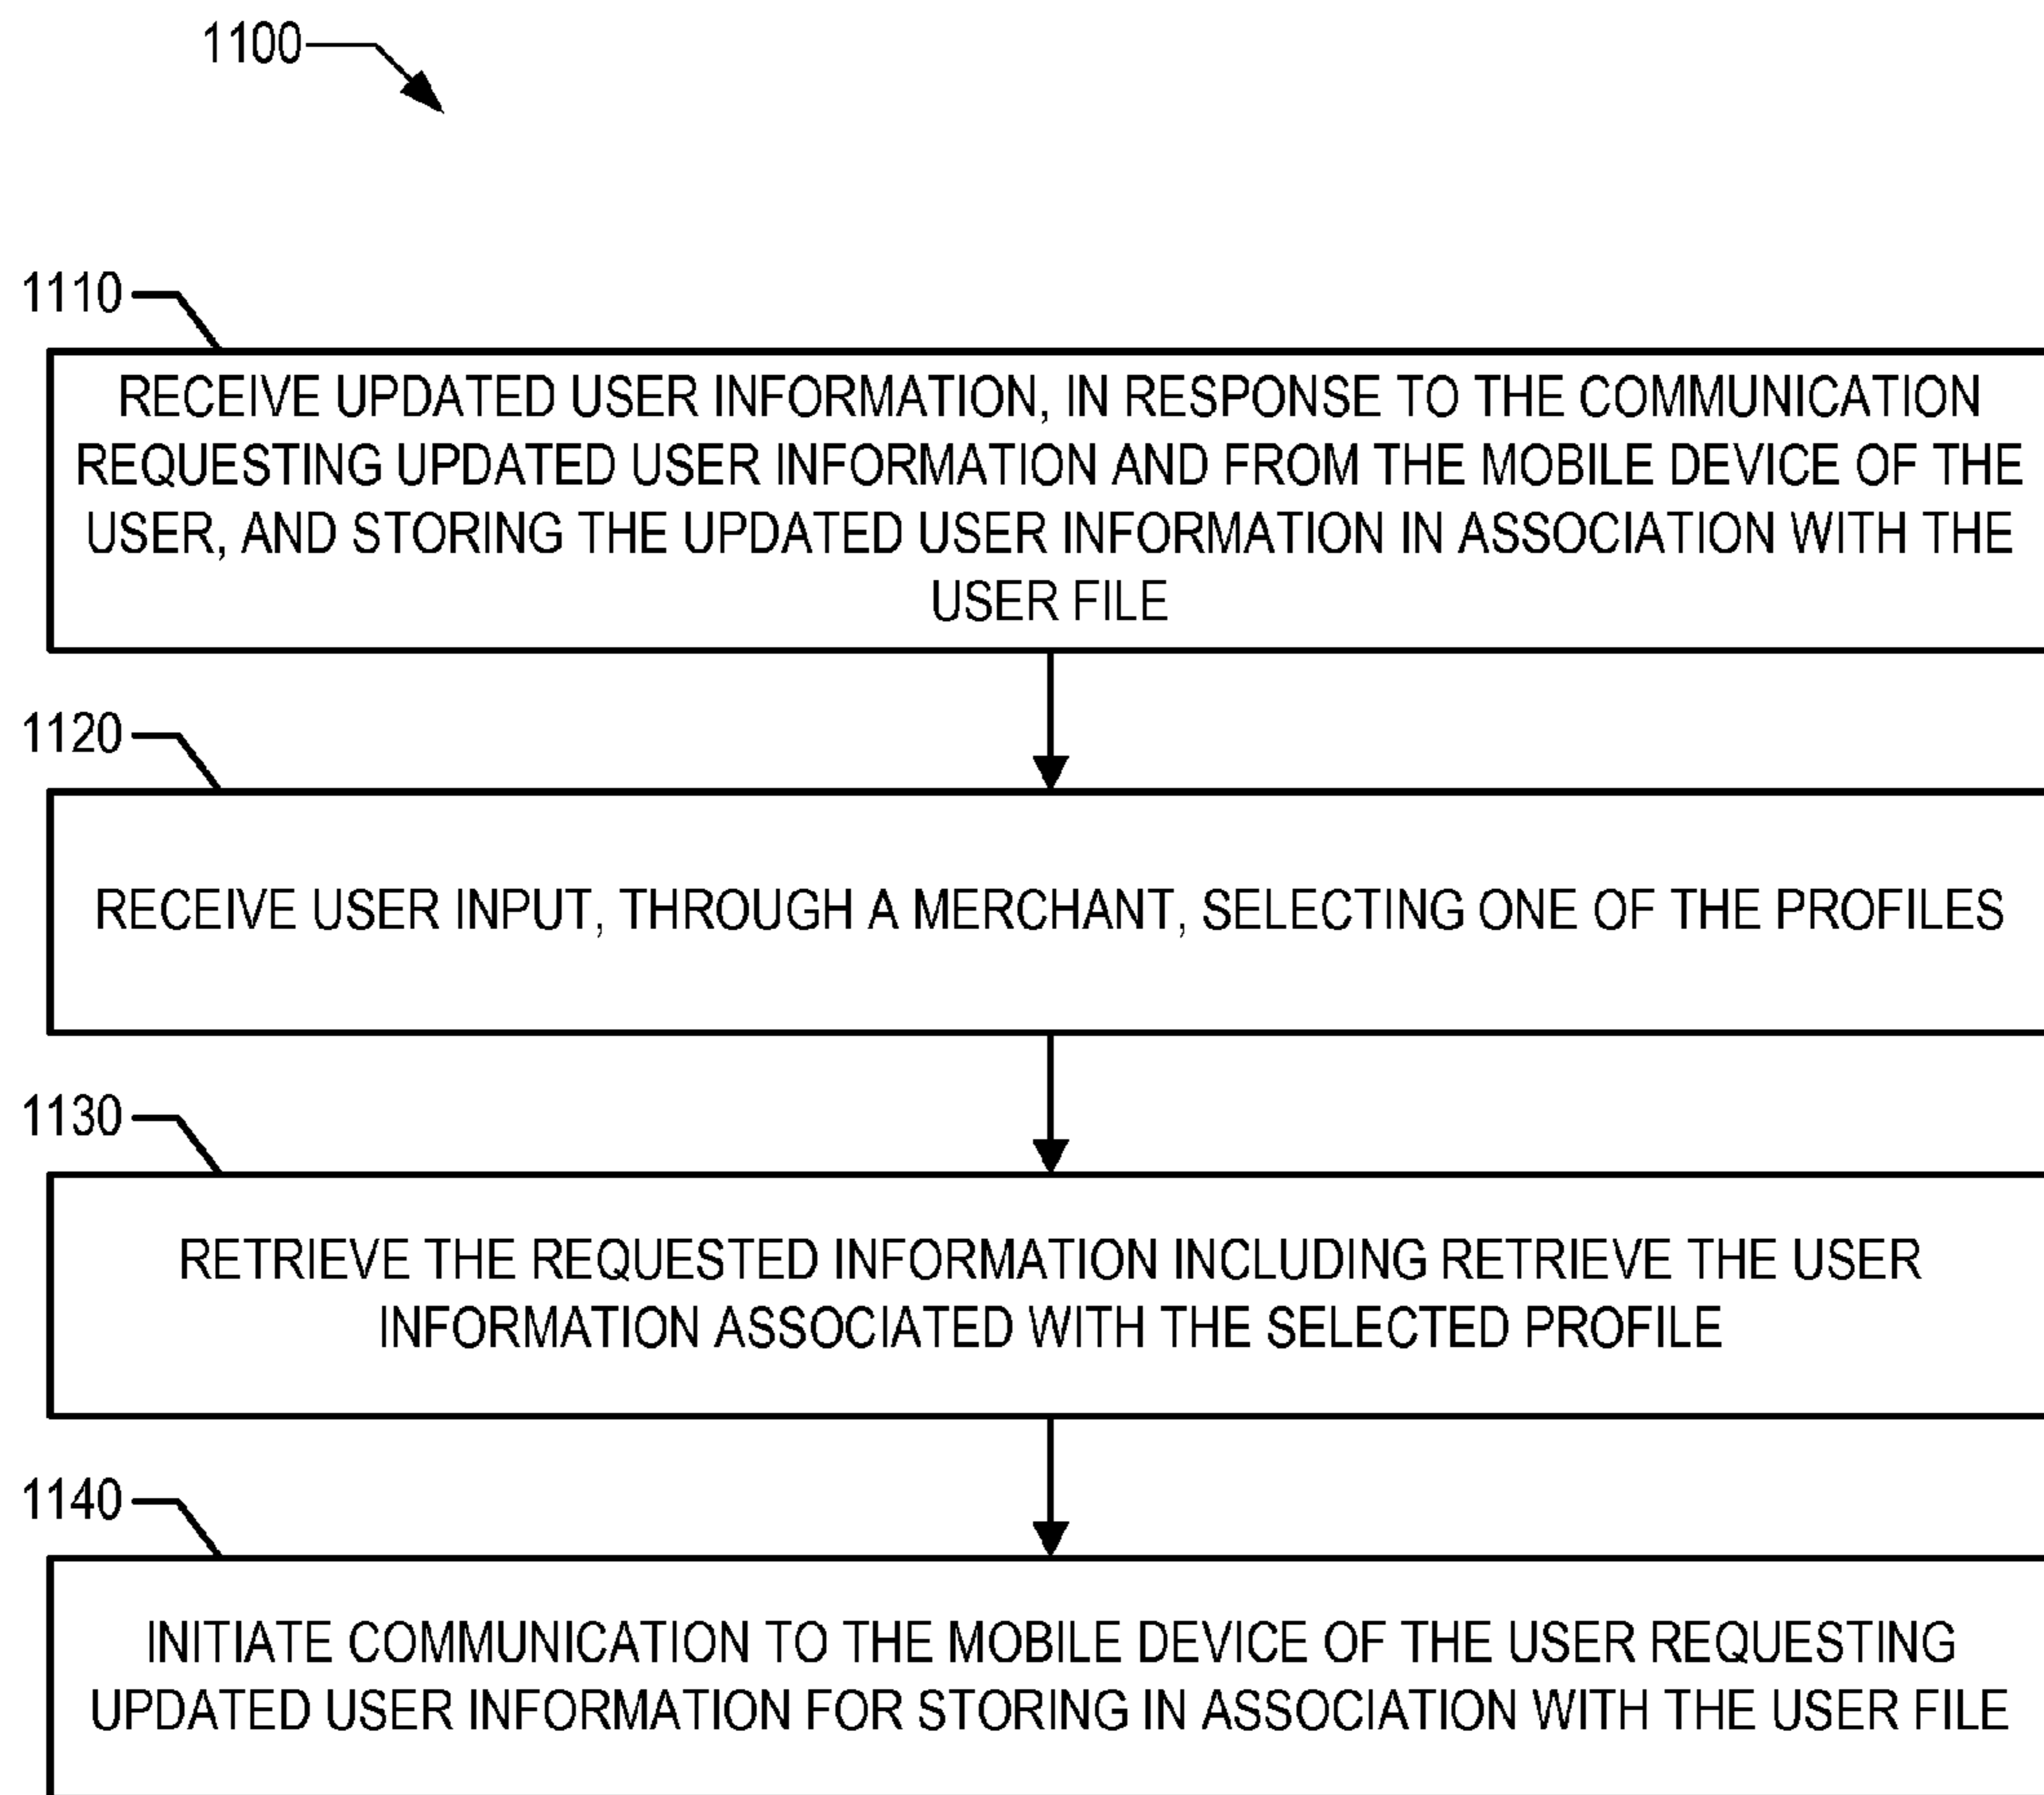 1100
1110
RECEIVE UPDATED USER INFORMATION, IN RESPONSE TO THE COMMUNICATION
REQUESTING UPDATED USER INFORMATION AND FROM THE MOBILE DEVICE OF THE
USER, AND STORING THE UPDATED USER INFORMATION IN ASSOCIATION WITH THE
USER FILE
1120
RECEIVE USER INPUT, THROUGH A MERCHANT, SELECTING ONE OF THE PROFILES
1130
RETRIEVE THE REQUESTED INFORMATION INCLUDING RETRIEVE THE USER
INFORMATION ASSOCIATED WITH THE SELECTED PROFILE
1140
INITIATE COMMUNICATION TO THE MOBILE DEVICE OF THE USER REQUESTING
UPDATED USER INFORMATION FOR STORING IN ASSOCIATION WITH THE USER FILE